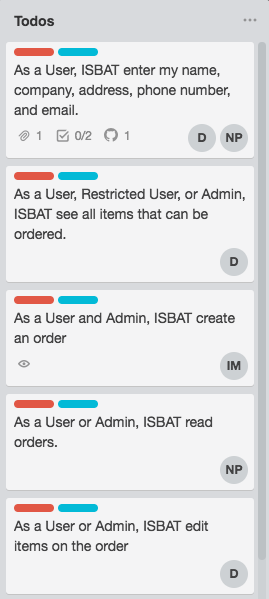 Todos
As a User, ISBAT enter my name,
company, address, phone number,
and email.
1 0/2 1 D NP
As a User, Restricted User, or Admin,
ISBAT see all items that can be
ordered.
D
As a User and Admin, ISBAT create
an order
IM
As a User or Admin, ISBAT read
orders.
NP
As a User or Admin, ISBAT edit
items on the order
D